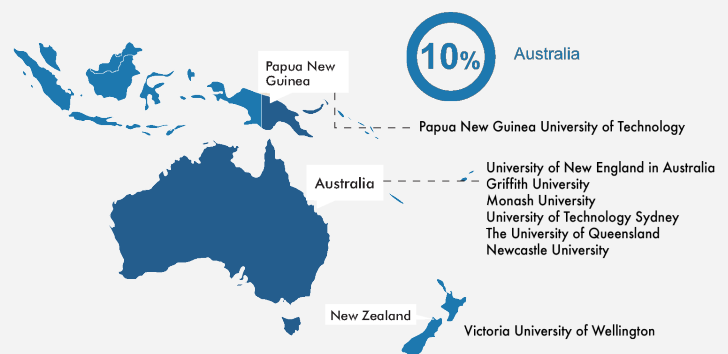 10%
Australia
Papua New
Guinea
Papua New Guinea University of Technology
Australia
University of New England in Australia
Griffith University
Monash University
University of Technology Sydney
The University of Queensland
Newcastle University
New Zealand
Victoria University of Wellington